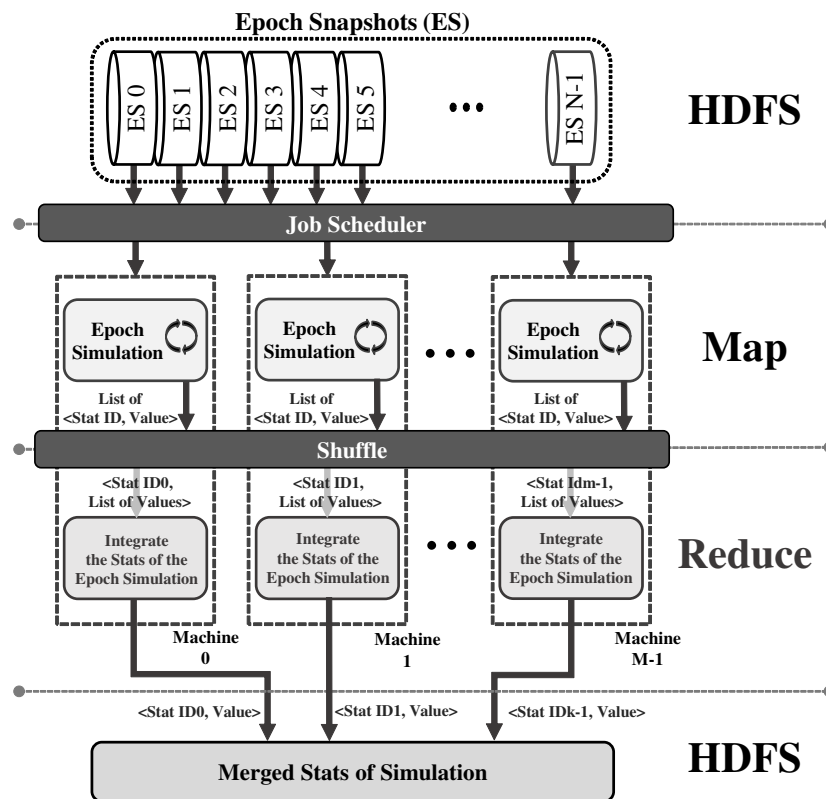 Epoch Snapshots (ES)
ES 0
ES 1
ES 2
ES 3
ES 4
ES 5
...
ES N-1
HDFS
Job Scheduler
Epoch
Simulation
Epoch
Simulation
...
Epoch
Simulation
Map
List of
<Stat ID, Value>
List of
<Stat ID, Value>
List of
<Stat ID, Value>
Shuffle
<Stat ID0,
List of Values>
<Stat ID1,
List of Values>
<Stat Idm-1,
List of Values>
Integrate
the Stats of the
Epoch Simulation
Integrate
the Stats of the
Epoch Simulation
...
Integrate
the Stats of the
Epoch Simulation
Reduce
Machine
0
Machine
1
Machine
M-1
<Stat ID0, Value>
<Stat ID1, Value>
<Stat IDk-1, Value>
Merged Stats of Simulation
HDFS